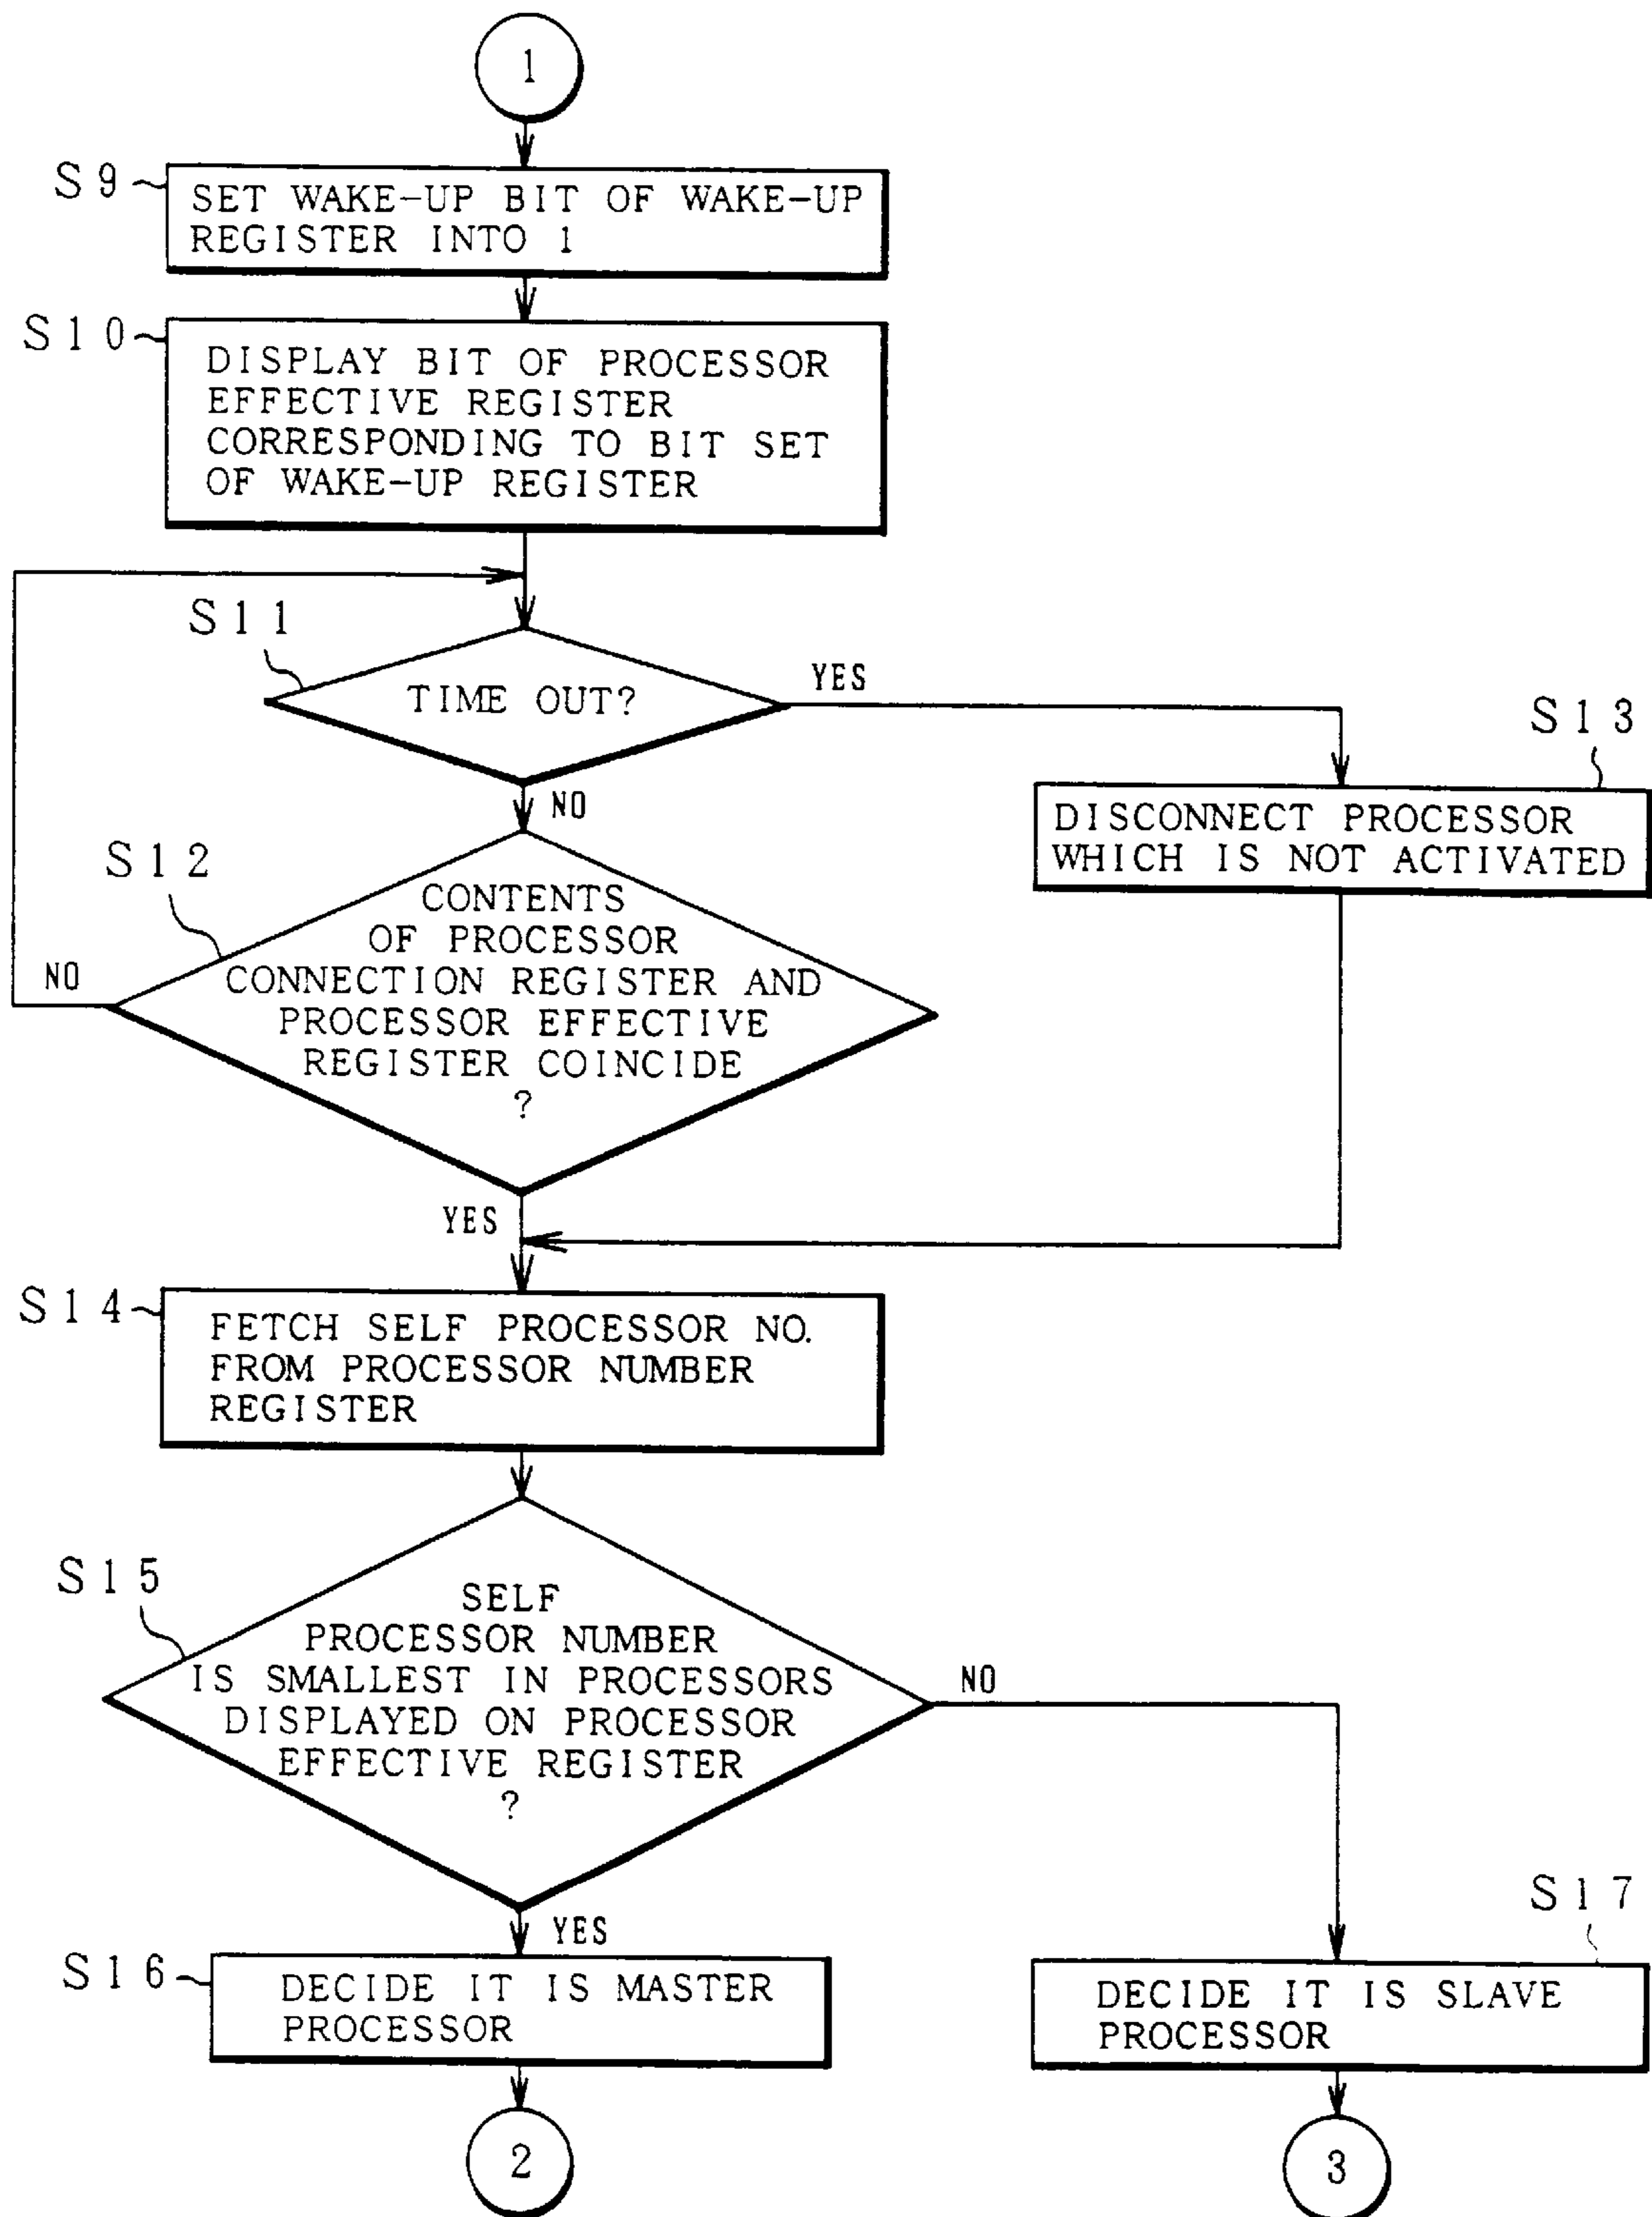 1
S9
SET WAKE-UP BIT OF WAKE-UP
REGISTER INTO 1
S10
DISPLAY BIT OF PROCESSOR
EFFECTIVE REGISTER
CORRESPONDING TO BIT SET
OF WAKE-UP REGISTER
S11
TIME OUT?
YES
NO
S13
DISCONNECT PROCESSOR
WHICH IS NOT ACTIVATED
S12
CONTENTS
OF PROCESSOR
CONNECTION REGISTER AND
PROCESSOR EFFECTIVE
REGISTER COINCIDE
?
NO
YES
S14
FETCH SELF PROCESSOR NO.
FROM PROCESSOR NUMBER
REGISTER
S15
SELF
PROCESSOR NUMBER
IS SMALLEST IN PROCESSORS
DISPLAYED ON PROCESSOR
EFFECTIVE REGISTER
?
NO
YES
S16
DECIDE IT IS MASTER
PROCESSOR
S17
DECIDE IT IS SLAVE
PROCESSOR
2
3